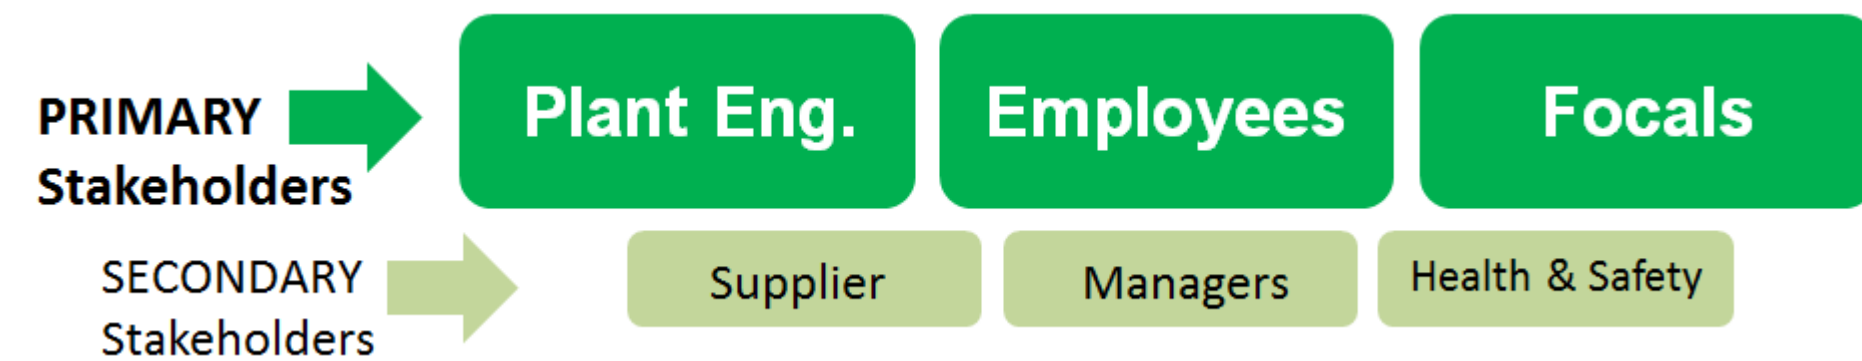 PRIMARY
Stakeholders
Plant Eng.
Employees
Focals
SECONDARY
Stakeholders
Supplier
Managers
Health & Safety